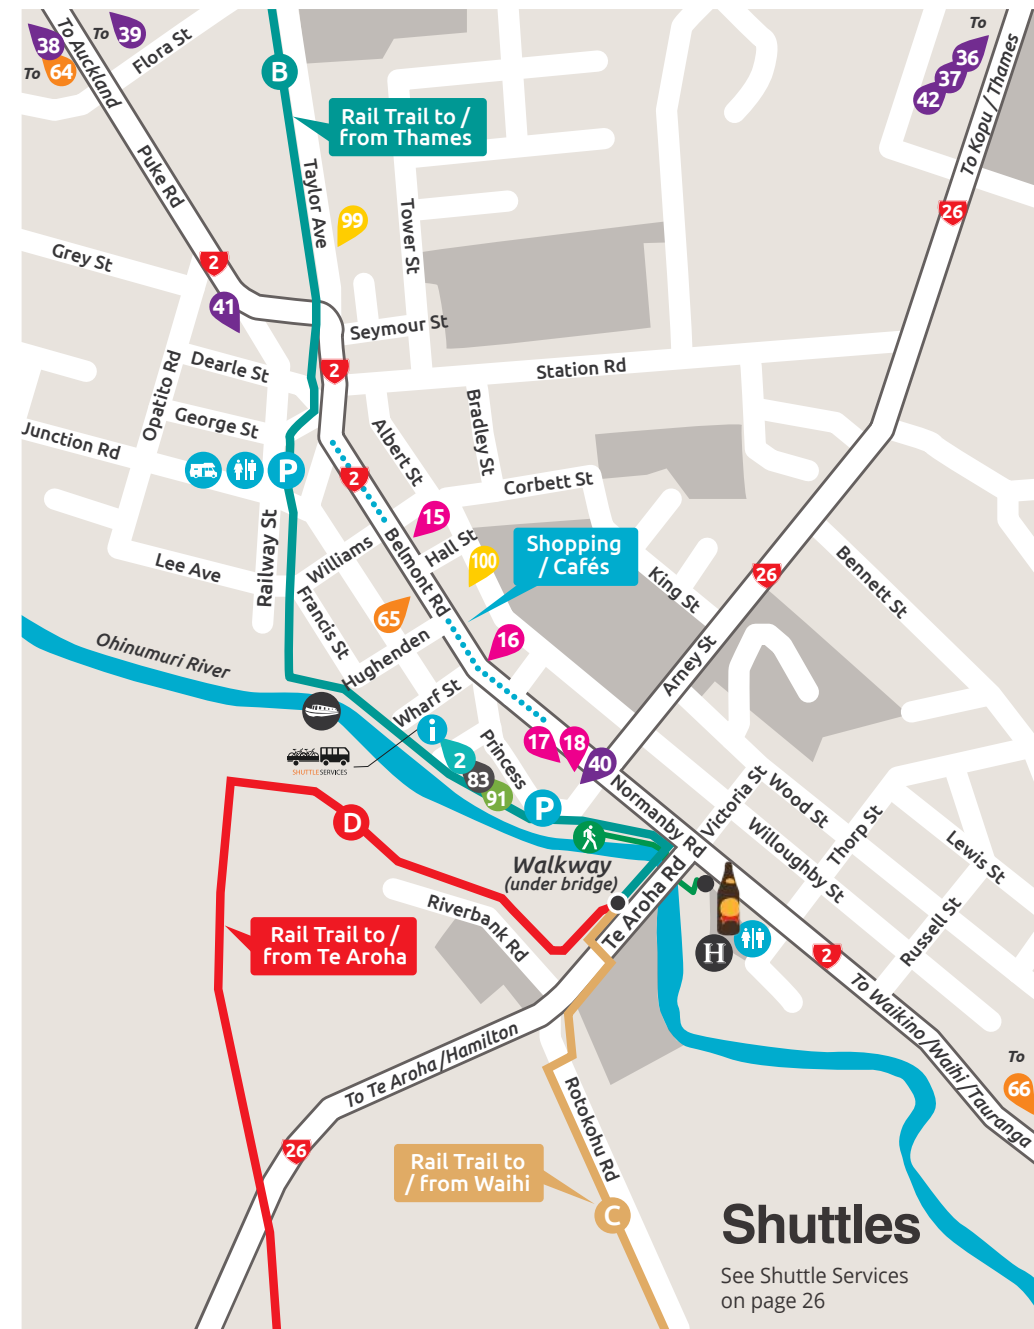 To Auckland
38
To
64
To
39
Flora St
B
Rail Trail to /
from Thames
To
36
37
42
To Kopu / Thames
26
Puke Rd
Taylor Ave
99
Tower St
Grey St
2
41
Seymour St
2
Station Rd
Dearle St
Opatito Rd
George St
Junction Rd
P
Railway St
Albert St
Bradley St
2
Corbett St
15
Belmont Rd
Hall St
100
Shopping
/ Cafés
Williams
Lee Ave
Francis St
65
Hughenden
16
King St
26
Bennett St
Arney St
Ohinumuri River
Wharf St
SHUTTLESERVICES
i
2
83
91
Princess
17
18
40
P
Normanby Rd
Victoria St
Wood St
Willoughby St
Thorp St
Lewis St
Russell St
D
Walkway
(under bridge)
Te Aroha Rd
Riverbank Rd
Rail Trail to /
from Te Aroha
H
2
To Waikino /Waihi /Tauranga
To
66
To Te Aroha /Hamilton
26
Rotokohu Rd
Rail Trail to
/ from Waihi
C
Shuttles
See Shuttle Services
on page 26